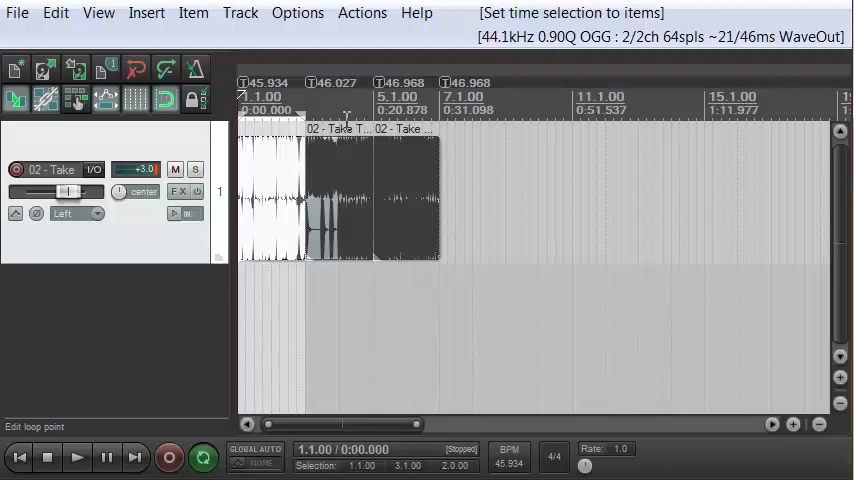 File Edit View Insert Item Track Options Actions Help [Set time selection to items]
[44.1kHz 0.90Q OGG : 2/2ch 64spls ~21/46ms WaveOut]
T 45.934 T 46.027 T 46.968 T 46.968
1.1.00 5.1.00 7.1.00 11.1.00 15.1.00
0:00.000 0:20.878 0:31.098 0:51.537 1:11.977
02 - Take T... 02 - Take ...
02 - Take I/O +3.0 M S
center FX
1
Left IN
Edit loop point
GLOBAL AUTO
NONE
1.1.00 / 0:00.000 [Stopped]
Selection: 1.1.00 3.1.00 2.0.00
BPM
45.934
4/4
Rate: 1.0